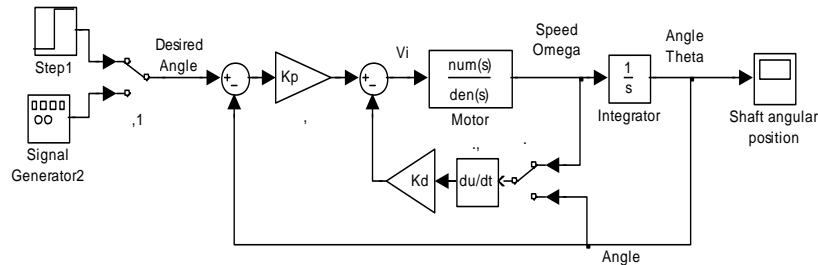 Step1
Desired
Angle
+
-
Kp
+
-
Vi
num(s)
den(s)
Motor
Speed
Omega
1
s
Integrator
Angle
Theta
Shaft angular
position
Signal
Generator2
,1
,
.,
.
Kd
du/dt
Angle